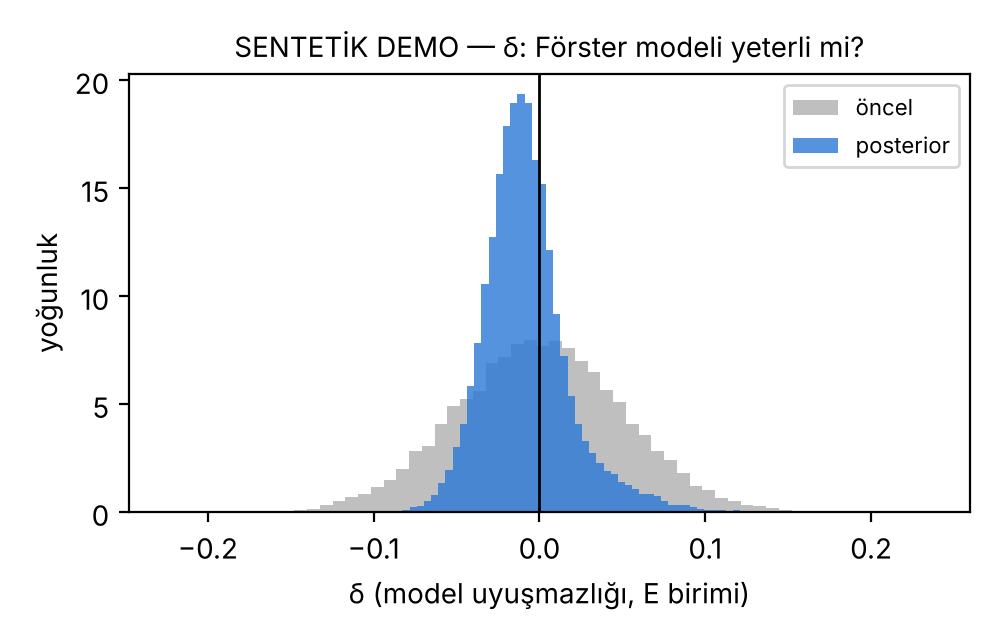 SENTETİK DEMO — δ: Förster modeli yeterli mi?
öncel
posterior
yoğunluk
20
15
10
5
0
−0.2
−0.1
0.0
0.1
0.2
δ (model uyuşmazlığı, E birimi)